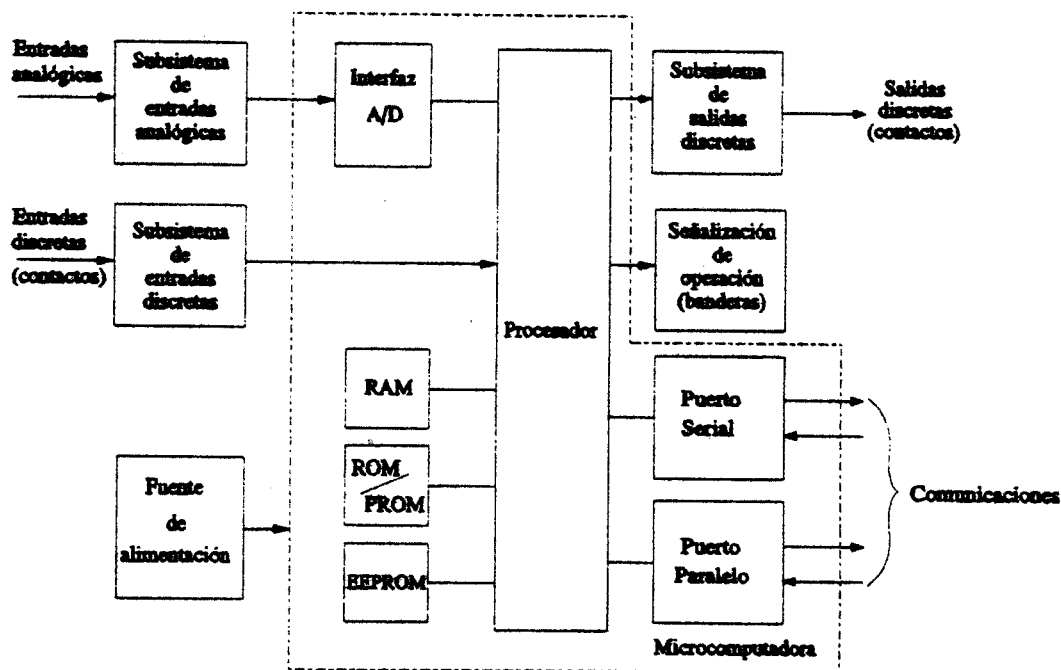 Entradas
analógicas
Subsistema
de
entradas
analógicas
Interfaz
A/D
Subsistema
de
salidas
discretas
Salidas
discretas
(contactos)
Entradas
discretas
(contactos)
Subsistema
de
entradas
discretas
Señalización
de
operación
(banderas)
Procesador
RAM
ROM
PROM
EEPROM
Fuente
de
alimentación
Puerto
Serial
Puerto
Paralelo
Comunicaciones
Microcomputadora